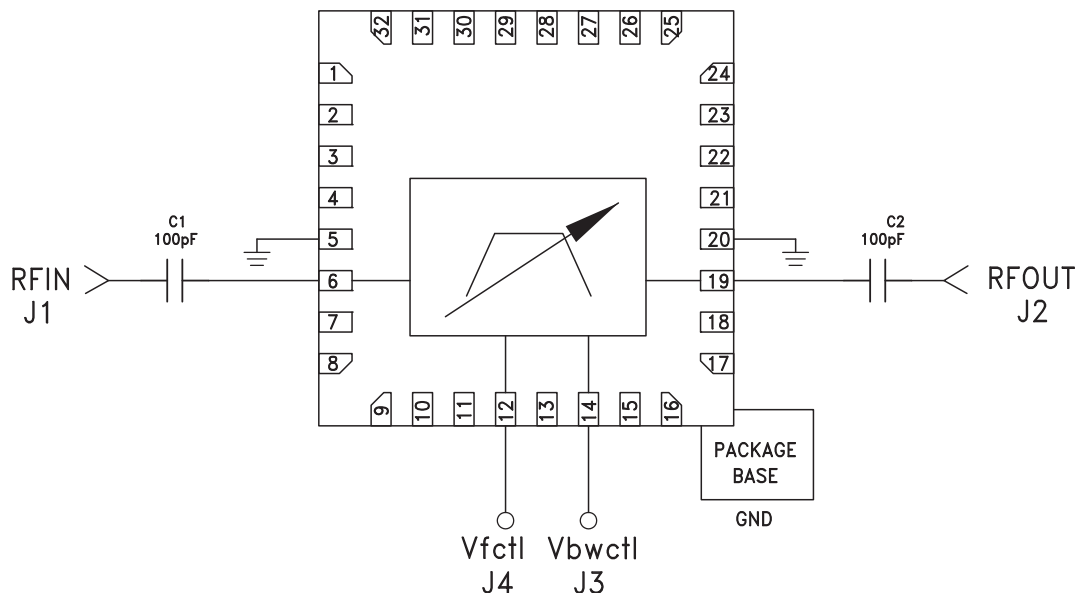 32 31 30 29 28 27 26 25
1
2
3
4
5
6
7
8
24
23
22
21
20
19
18
17
9 10 11 12 13 14 15 16
C1
100pF
RFIN
J1
C2
100pF
RFOUT
J2
PACKAGE
BASE
GND
Vfctl
J4
Vbwctl
J3